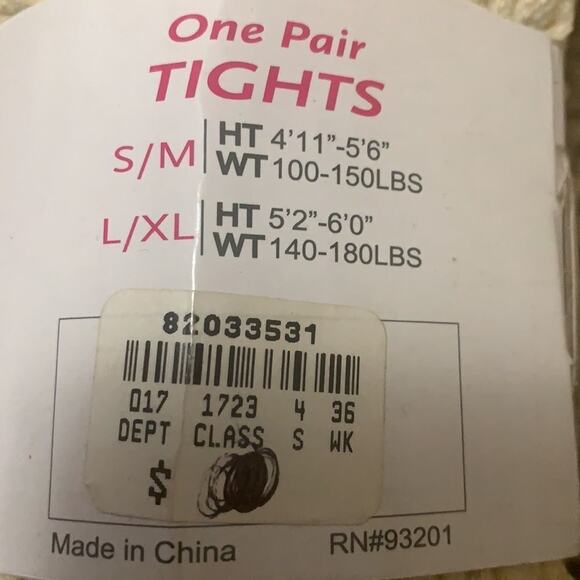 One Pair
TIGHTS
S/M HT 4'11"-5'6"
WT 100-150LBS
L/XL HT 5'2"-6'0"
WT 140-180LBS
82033531
017 1723 4 36
DEPT CLASS S WK
$
Made in China RN#93201